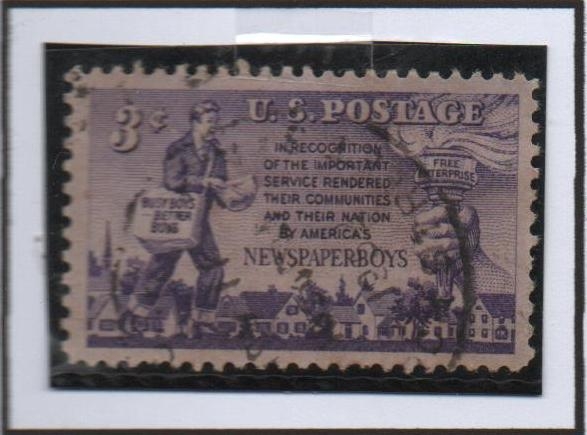 3¢
U.S. POSTAGE
IN RECOGNITION
OF THE IMPORTANT
SERVICE RENDERED
THEIR COMMUNITIES
AND THEIR NATION
BY AMERICA'S
NEWSPAPERBOYS
FREE
ENTERPRISE
BUSY BOYS
BETTER
BOYS